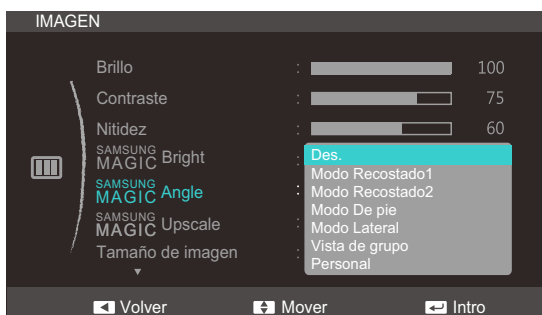 IMAGEN
Brillo : 100
Contraste : 75
Nitidez : 60
SAMSUNG MAGIC Bright :
SAMSUNG MAGIC Angle :
SAMSUNG MAGIC Upscale :
Tamaño de imagen :
Des.
Modo Recostado1
Modo Recostado2
Modo De pie
Modo Lateral
Vista de grupo
Personal
Volver Mover Intro